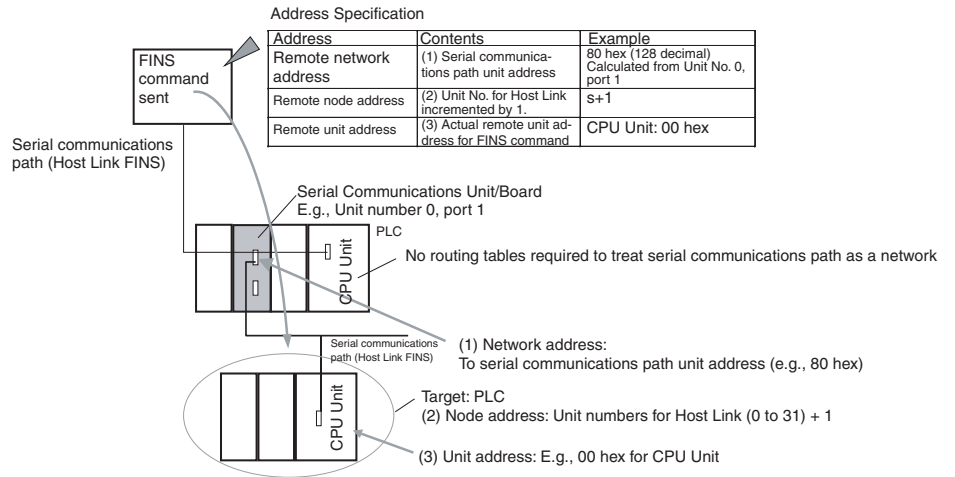 Address Specification
Address Contents Example
Remote network address (1) Serial communica-tions path unit address 80 hex (128 decimal) Calculated from Unit No. 0, port 1
Remote node address (2) Unit No. for Host Link incremented by 1. s+1
Remote unit address (3) Actual remote unit ad-dress for FINS command CPU Unit: 00 hex
FINS
command
sent
Serial communications
path (Host Link FINS)
Serial Communications Unit/Board
E.g., Unit number 0, port 1
PLC
CPU Unit
No routing tables required to treat serial communications path as a network
Serial communications
path (Host Link FINS)
(1) Network address:
To serial communications path unit address (e.g., 80 hex)
CPU Unit
Target: PLC
(2) Node address: Unit numbers for Host Link (0 to 31) + 1
(3) Unit address: E.g., 00 hex for CPU Unit